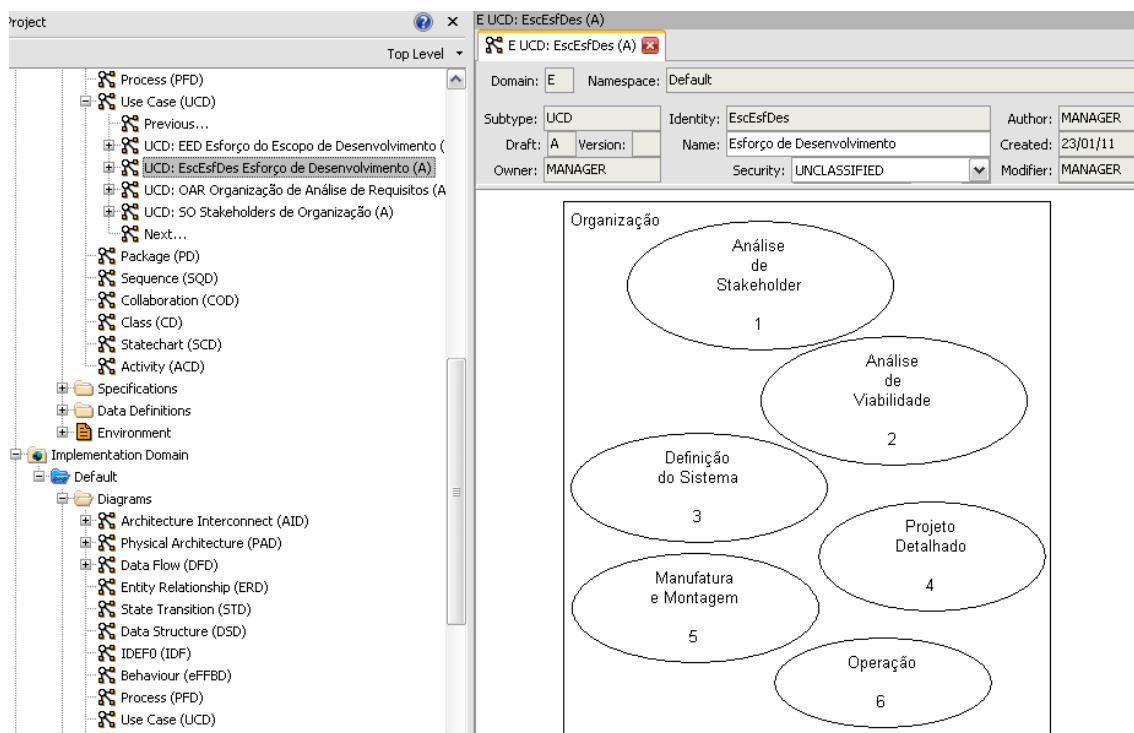 Project
Top Level
Process (PFD)
Use Case (UCD)
Previous...
UCD: EED Esforço do Escopo de Desenvolvimento (
UCD: EscEsfDes Esforço de Desenvolvimento (A)
UCD: OAR Organização de Análise de Requisitos (A
UCD: SO Stakeholders de Organização (A)
Next...
Package (PD)
Sequence (SQD)
Collaboration (COD)
Class (CD)
Statechart (SCD)
Activity (ACD)
Specifications
Data Definitions
Environment
Implementation Domain
Default
Diagrams
Architecture Interconnect (AID)
Physical Architecture (PAD)
Data Flow (DFD)
Entity Relationship (ERD)
State Transition (STD)
Data Structure (DSD)
IDEF0 (IDF)
Behaviour (eFFBD)
Process (PFD)
Use Case (UCD)
E UCD: EscEsfDes (A)
E UCD: EscEsfDes (A)
Domain: E Namespace: Default
Subtype: UCD Identity: EscEsfDes Author: MANAGER
Draft: A Version: Name: Esforço de Desenvolvimento Created: 23/01/11
Owner: MANAGER Security: UNCLASSIFIED Modifier: MANAGER
Organização
Análise
de
Stakeholder
1
Análise
de
Viabilidade
2
Definição
do Sistema
3
Projeto
Detalhado
4
Manufatura
e Montagem
5
Operação
6